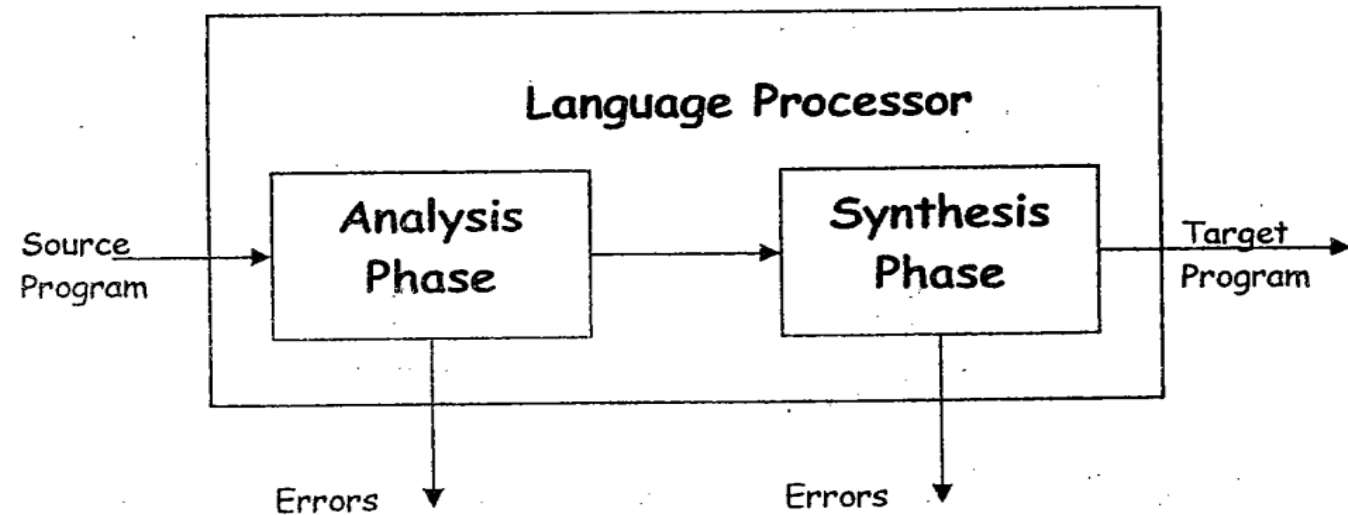 Language Processor
Analysis
Phase
Synthesis
Phase
Source
Program
Target
Program
Errors
Errors